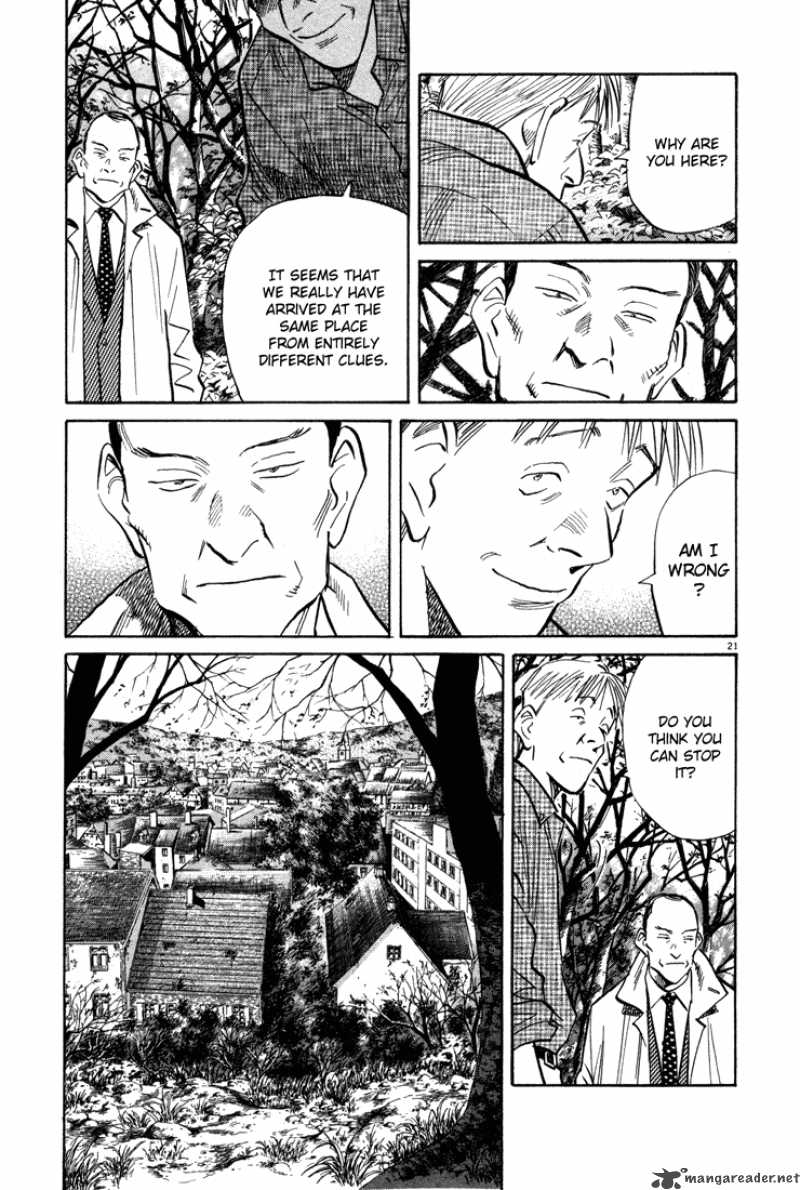 WHY ARE
YOU HERE?
IT SEEMS THAT
WE REALLY HAVE
ARRIVED AT THE
SAME PLACE
FROM ENTIRELY
DIFFERENT CLUES.
AM I
WRONG
?
21
DO YOU
THINK YOU
CAN STOP
IT?
mangareader.net